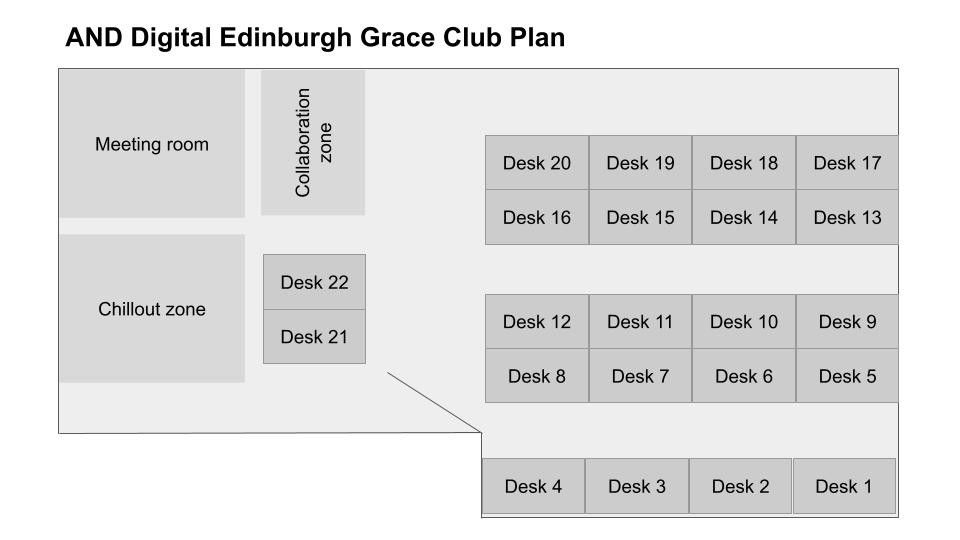 AND Digital Edinburgh Grace Club Plan
Meeting room
Collaboration
zone
Desk 20
Desk 19
Desk 18
Desk 17
Desk 16
Desk 15
Desk 14
Desk 13
Chillout zone
Desk 22
Desk 21
Desk 12
Desk 11
Desk 10
Desk 9
Desk 8
Desk 7
Desk 6
Desk 5
Desk 4
Desk 3
Desk 2
Desk 1